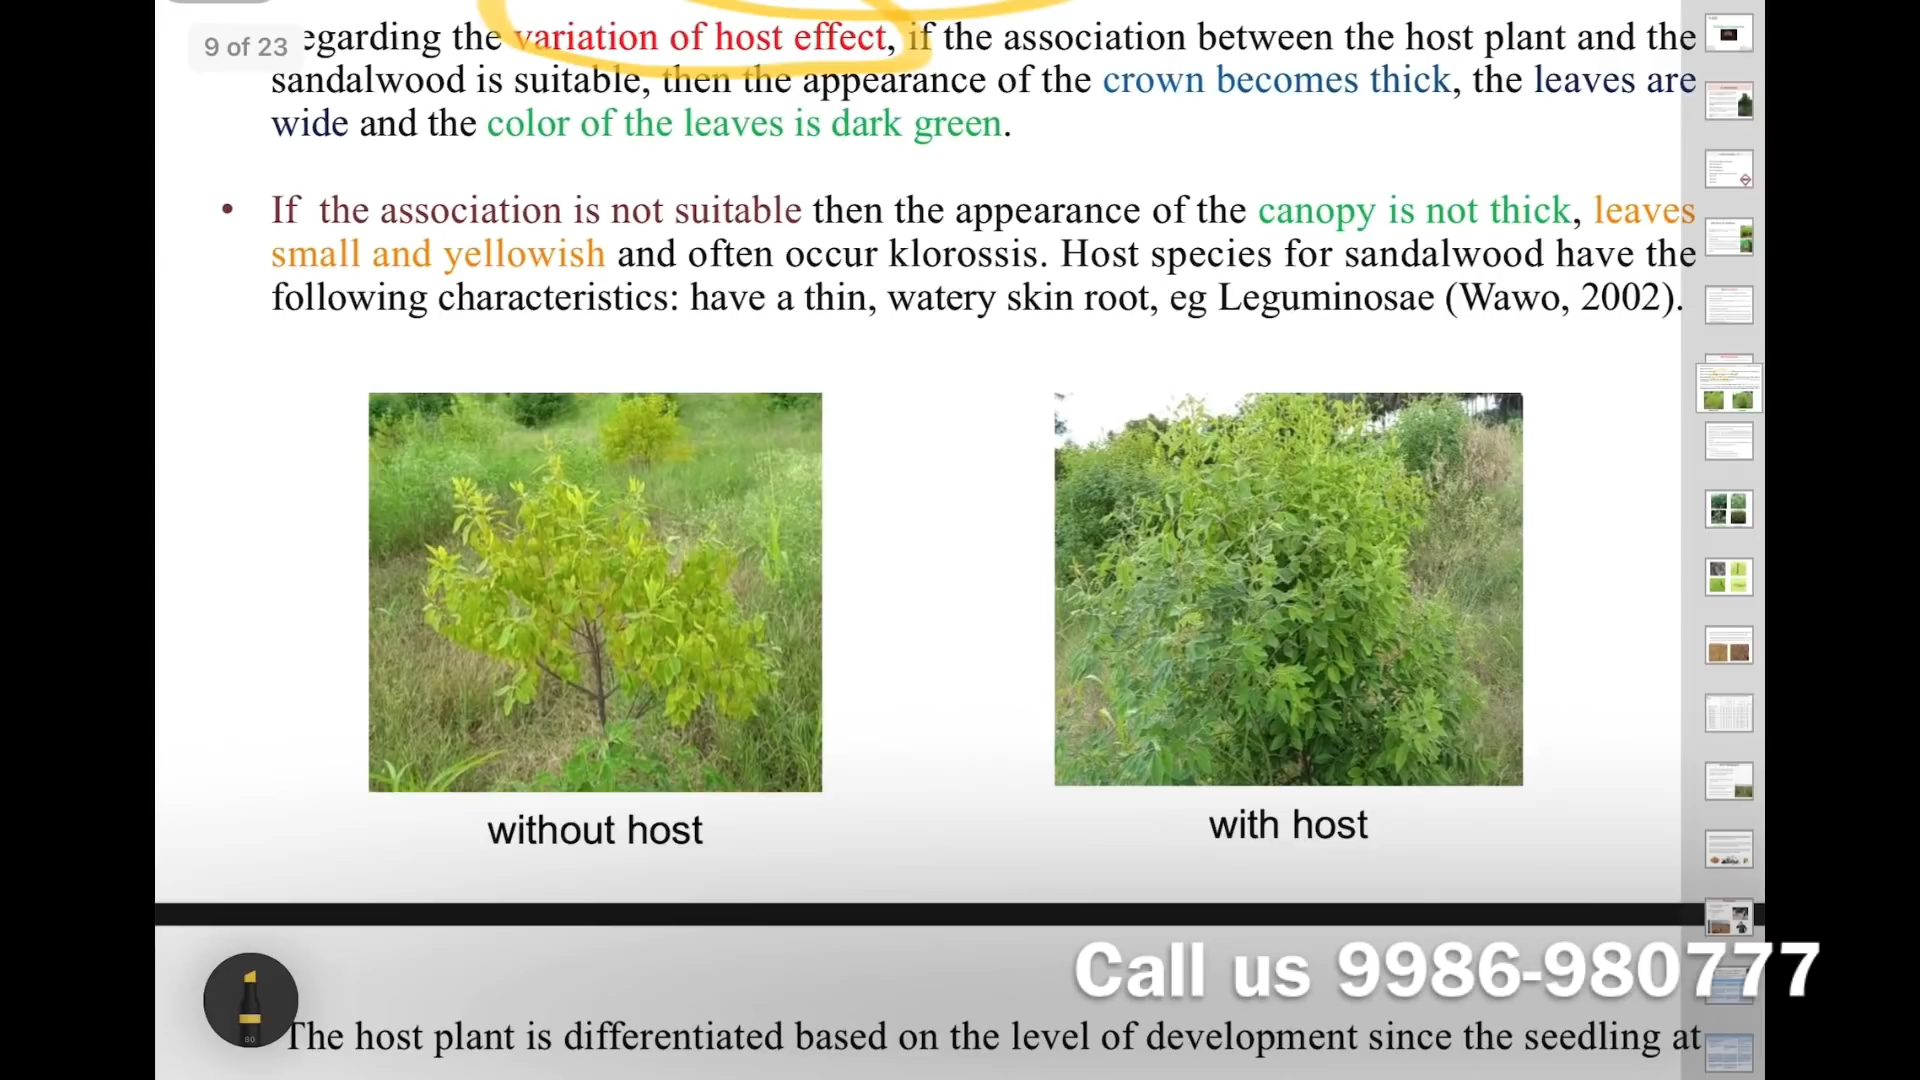 9 of 23
egarding the variation of host effect, if the association between the host plant and the
sandalwood is suitable, then the appearance of the crown becomes thick, the leaves are
wide and the color of the leaves is dark green.
• If the association is not suitable then the appearance of the canopy is not thick, leaves
small and yellowish and often occur klorossis. Host species for sandalwood have the
following characteristics: have a thin, watery skin root, eg Leguminosae (Wawo, 2002).
without host
with host
Call us 9986-980777
80
The host plant is differentiated based on the level of development since the seedling at